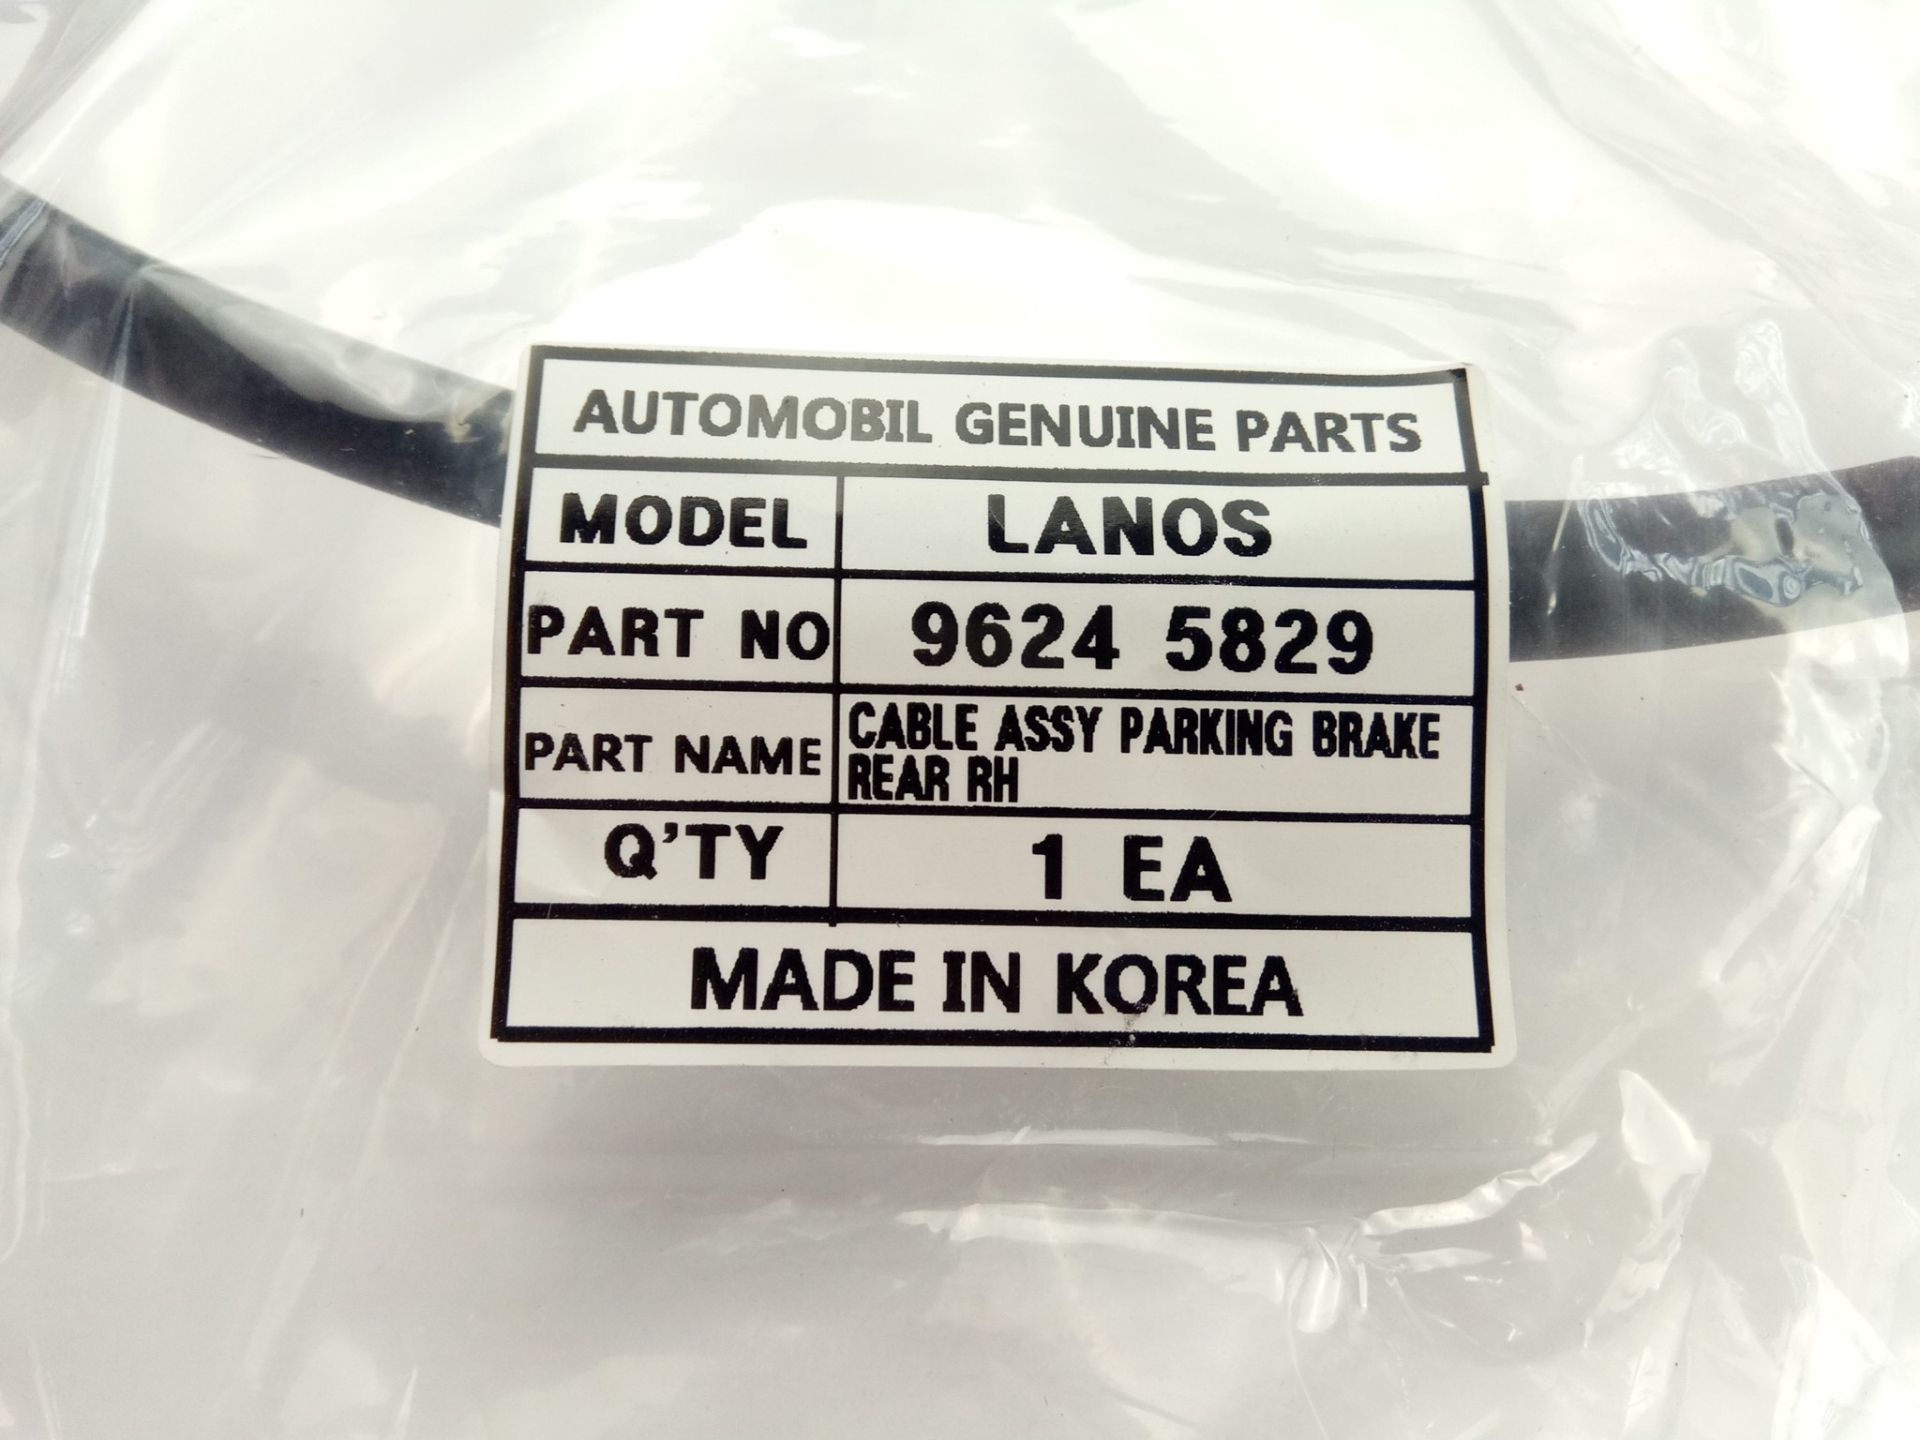 AUTOMOBIL GENUINE PARTS
MODEL LANOS
PART NO 9624 5829
PART NAME CABLE ASSY PARKING BRAKE
REAR RH
Q'TY 1 EA
MADE IN KOREA